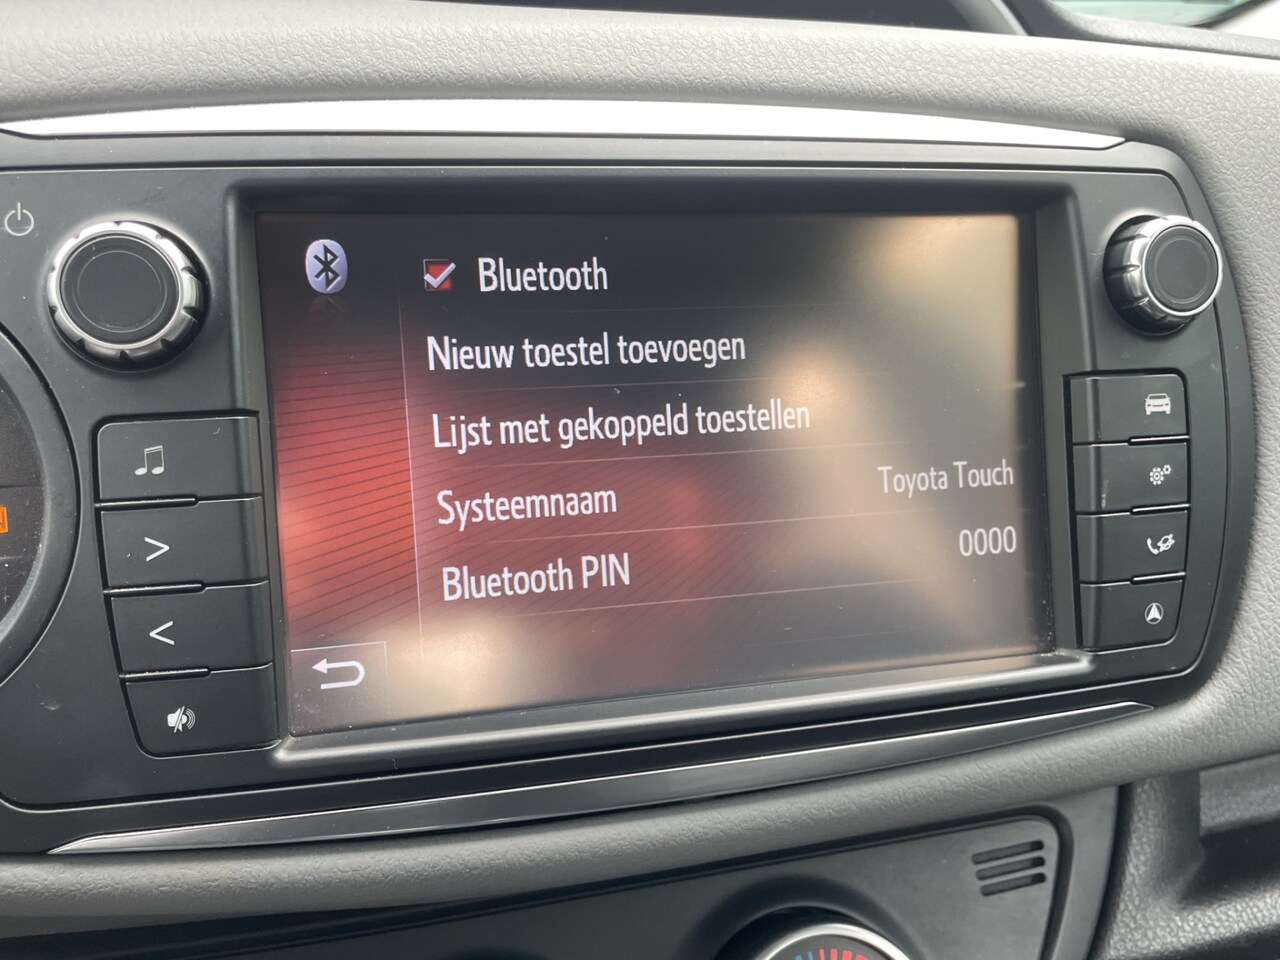 Bluetooth
Nieuw toestel toevoegen
Lijst met gekoppeld toestellen
Systeemnaam Toyota Touch
Bluetooth PIN 0000